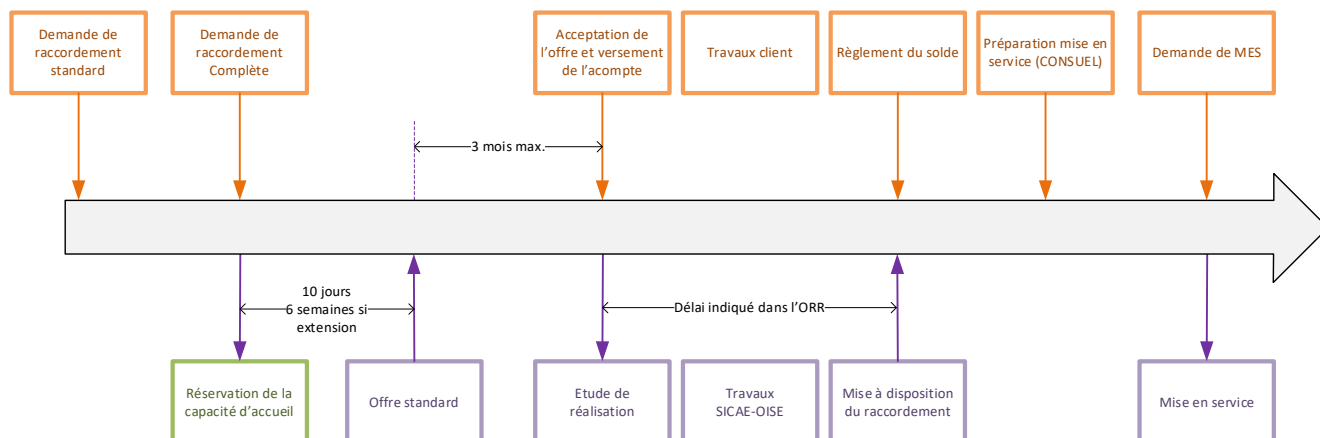 Demande de
raccordement
standard
Demande de
raccordement
Complète
Acceptation de
l'offre et versement
de l'acompte
Travaux client
Règlement du solde
Préparation mise en
service (CONSUEL)
Demande de MES
3 mois max.
10 jours
6 semaines si
extension
Délai indiqué dans l'ORR
Réservation de la
capacité d'accueil
Offre standard
Etude de
réalisation
Travaux
SICAE-OISE
Mise à disposition
du raccordement
Mise en service